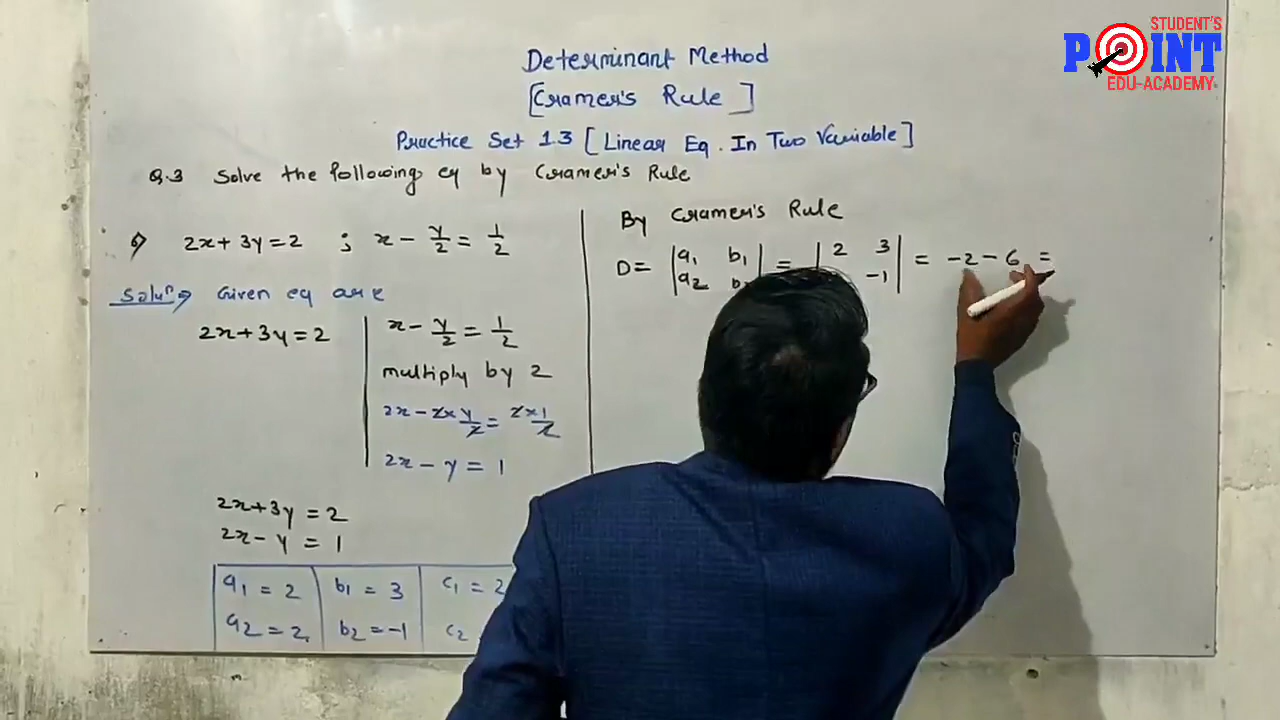 STUDENT'S
POINT
EDU-ACADEMY
Determinant Method
[Cramer's Rule]
Practice Set 1.3 [Linear Eq. In Two Variable]
Q.3 Solve the following eq by Cramer's Rule
6) 2x + 3y = 2 ; x - y/2 = 1/2
Solun Given eq are
2x + 3y = 2
x - y/2 = 1/2
multiply by 2
2x - 2 × y/2 = 2 × 1/2
2x - y = 1
2x + 3y = 2
2x - y = 1
a1 = 2 b1 = 3 c1 = 2
a2 = 2 b2 = -1 c2
By Cramer's Rule
D = | a1 b1 | = | 2 3 | = -2 - 6 =
a2 -1